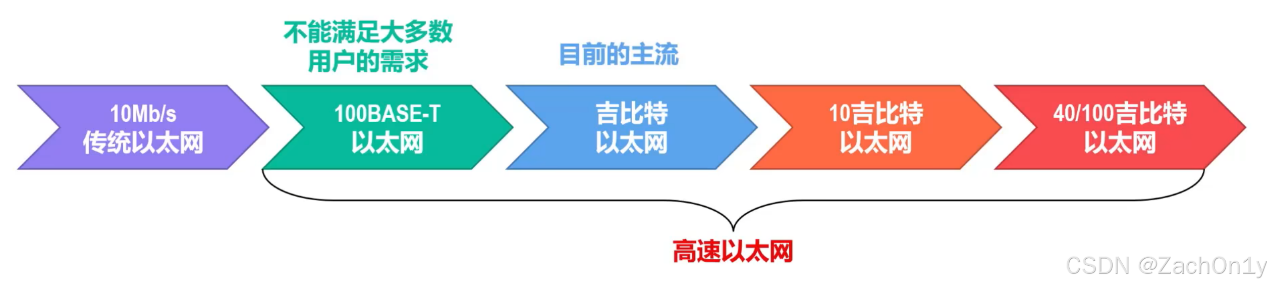 不能满足大多数
用户的需求
目前的主流
10Mb/s
传统以太网
100BASE-T
以太网
吉比特
以太网
10吉比特
以太网
40/100吉比特
以太网
高速以太网
CSDN @ZachOn1y